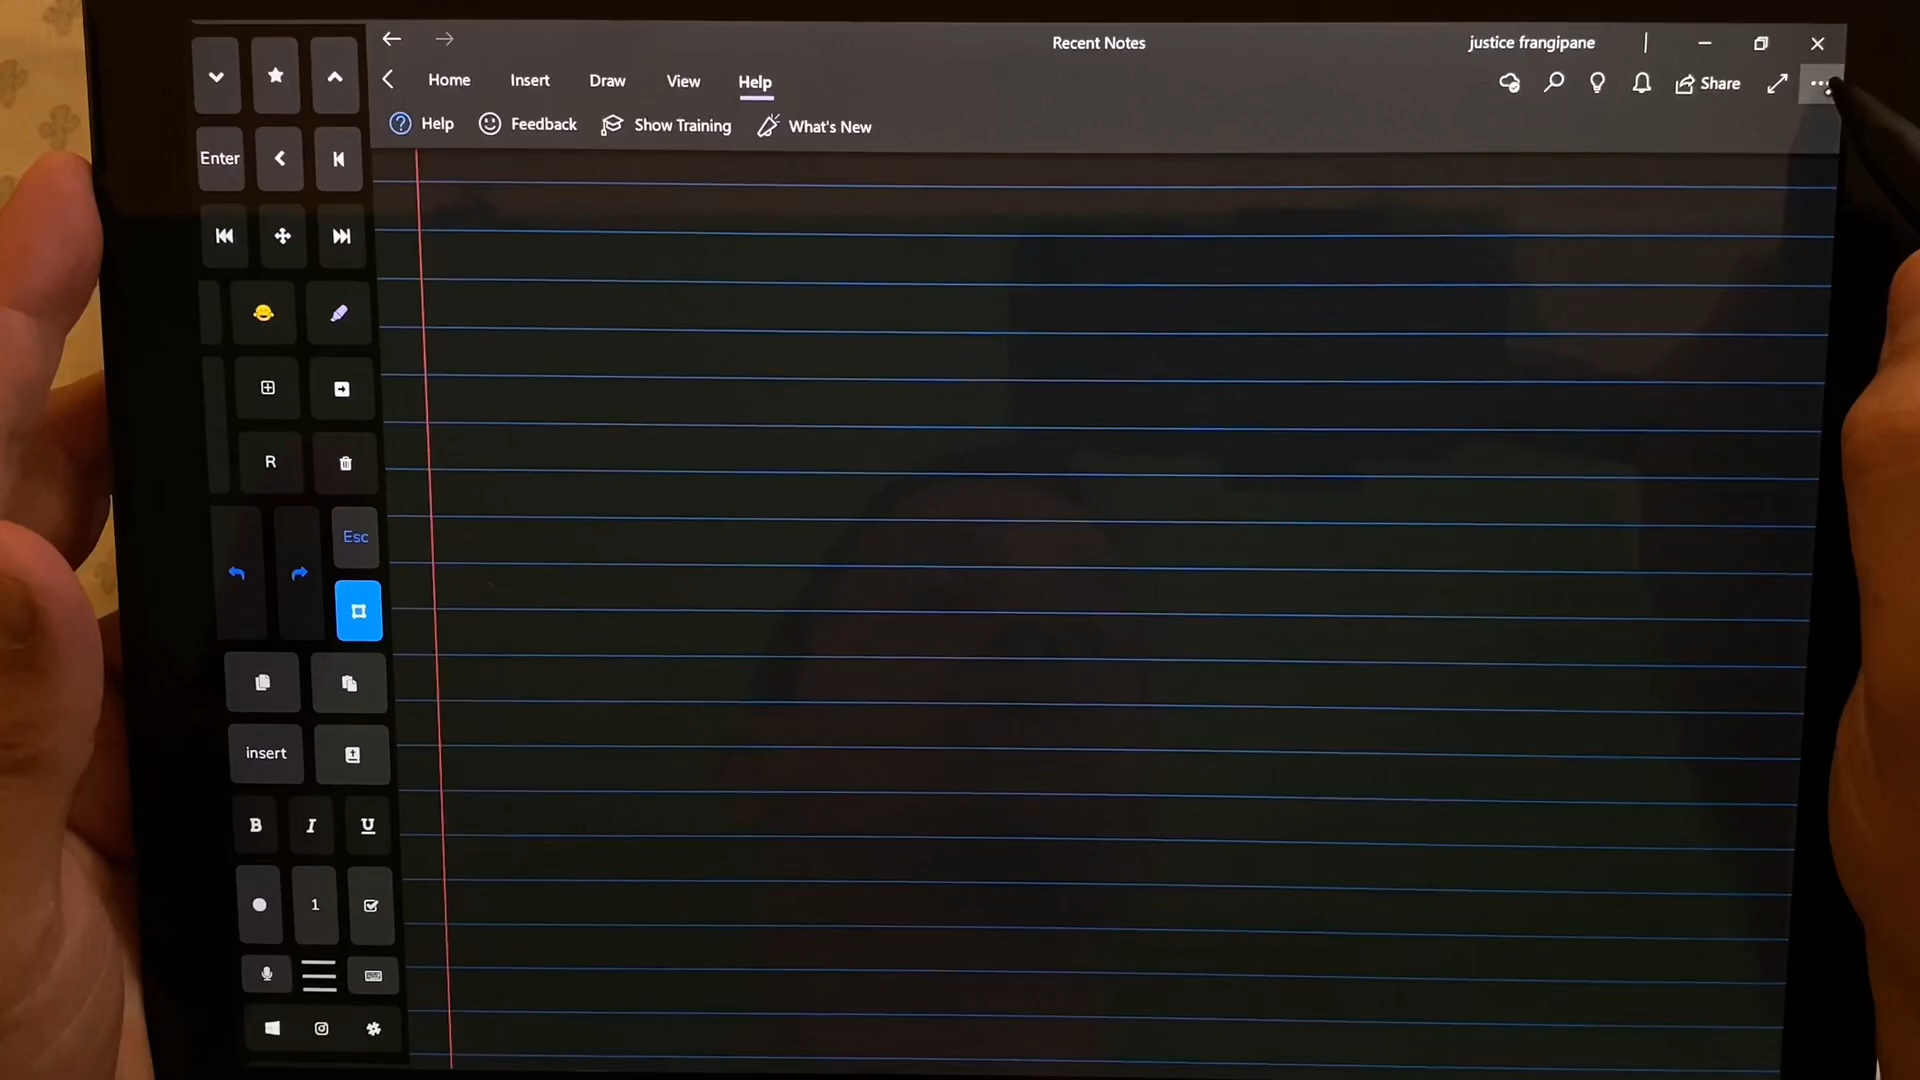 Recent Notes
justice frangipane
Home Insert Draw View Help
Share
Help Feedback Show Training What's New
Enter
R
Esc
insert
B I U
1